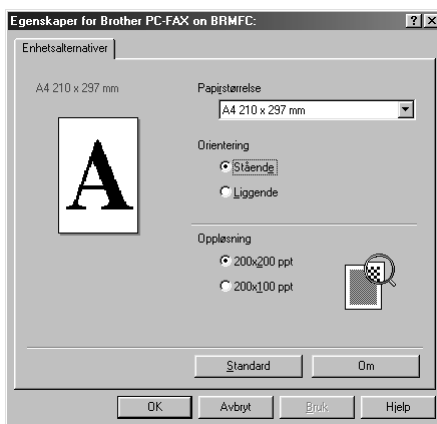 Egenskaper for Brother PC-FAX on BRMFC:
Enhetsalternativer
A4 210 x 297 mm
Papirstørrelse
A4 210 x 297 mm
A
Orientering
Stående
Liggende
Oppløsning
200x200 ppt
200x100 ppt
Standard
Om
OK
Avbryt
Bruk
Hjelp